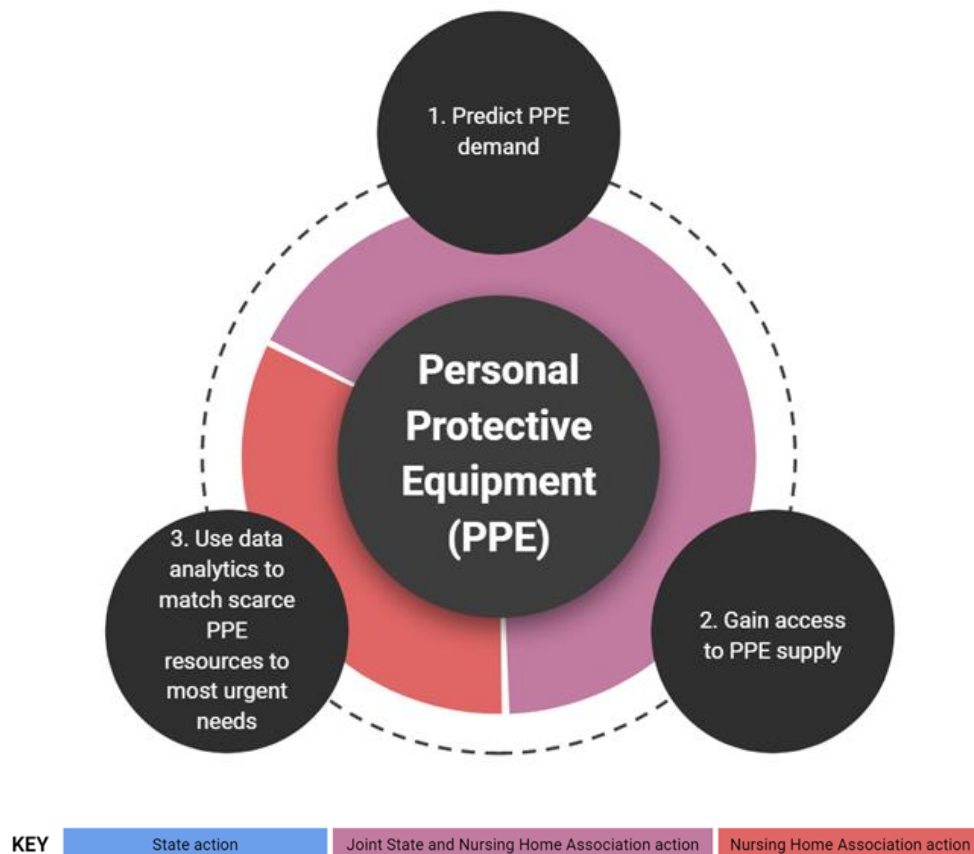 1. Predict PPE
demand
Personal
Protective
Equipment
(PPE)
3. Use data
analytics to
match scarce
PPE
resources to
most urgent
needs
2. Gain access
to PPE supply
KEY
State action
Joint State and Nursing Home Association action
Nursing Home Association action